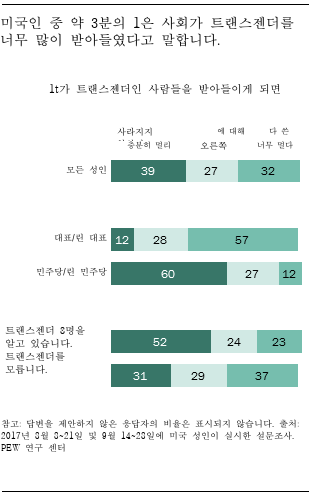 미국인 중 약 3분의 1은 사회가 트랜스젠더를
너무 많이 받아들였다고 말합니다.
1t가 트랜스젠더인 사람들을 받아들이게 되면
사라지지 에 대해 다 쓴
충분히 멀리 오른쪽 너무 멀다
모든 성인 39 27 32
대표/린 대표 12 28 57
민주당/린 민주당 60 27 12
트랜스젠더 8명을
알고 있습니다. 52 24 23
트랜스젠더를
모릅니다. 31 29 37
참고: 답변을 제안하지 않은 응답자의 비율은 표시되지 않습니다. 출처:
2017년 8월 8~21일 및 9월 14~28일에 미국 성인이 실시한 설문조사.
PEW 연구 센터